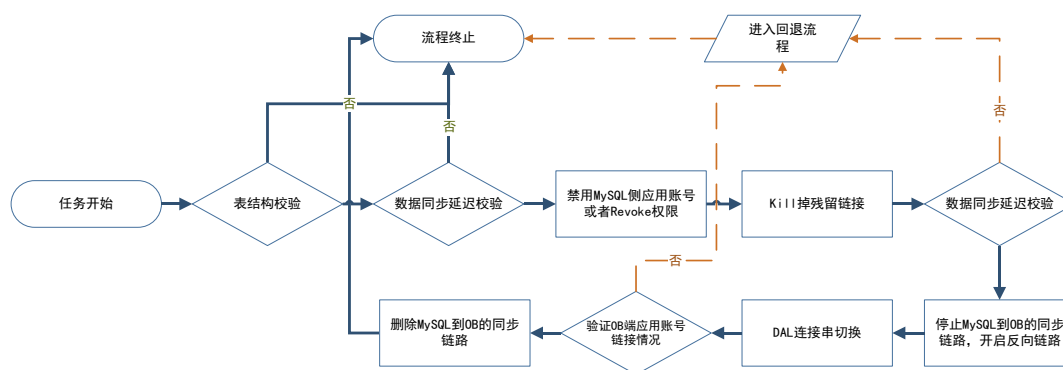 流程终止
进入回退流
程
否
否
否
任务开始
表结构校验
数据同步延迟校验
禁用MySQL侧应用账号
或者Revoke权限
Kill掉残留链接
数据同步延迟校验
否
删除MySQL到OB的同步
链路
验证OB端应用账号
链接情况
DAL连接串切换
停止MySQL到OB的同步
链路，开启反向链路